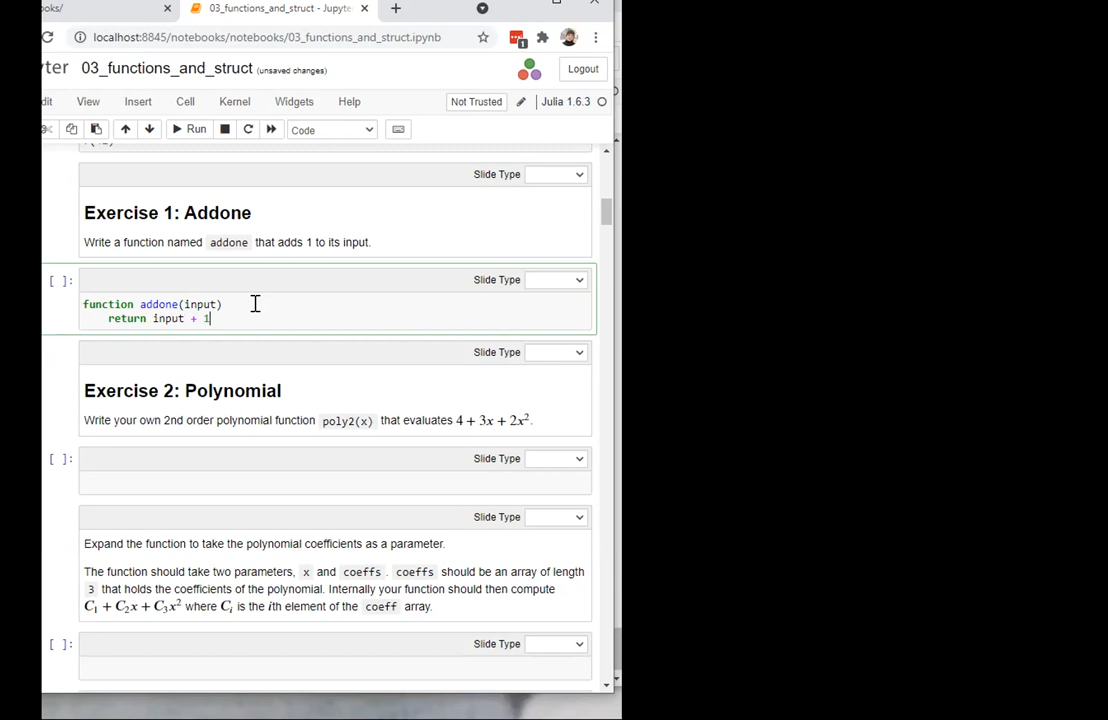 ooks/ × 03_functions_and_struct - Jupyte × +
localhost:8845/notebooks/notebooks/03_functions_and_struct.ipynb
1
yter 03_functions_and_struct (unsaved changes) Logout
dit View Insert Cell Kernel Widgets Help Not Trusted Julia 1.6.3
Run Code
Slide Type
Exercise 1: Addone
Write a function named addone that adds 1 to its input.
[ ]: Slide Type
function addone(input)
return input + 1
Slide Type
Exercise 2: Polynomial
Write your own 2nd order polynomial function poly2(x) that evaluates 4 + 3x + 2x².
[ ]: Slide Type
Slide Type
Expand the function to take the polynomial coefficients as a parameter.
The function should take two parameters, x and coeffs. coeffs should be an array of length
3 that holds the coefficients of the polynomial. Internally your function should then compute
C₁ + C₂x + C₃x² where Cᵢ is the ith element of the coeff array.
[ ]: Slide Type